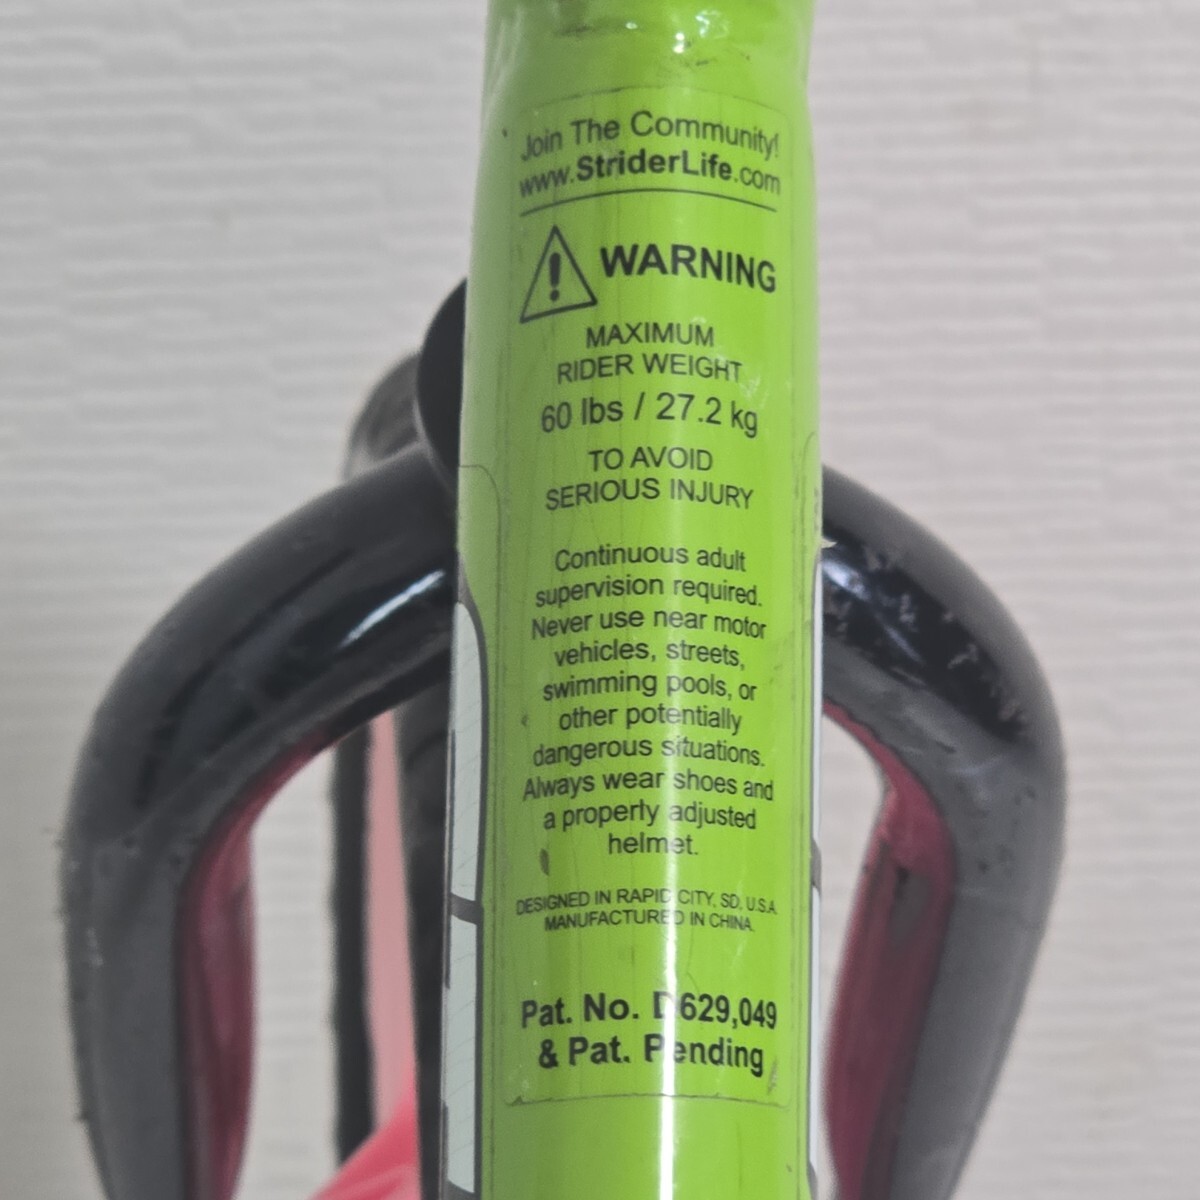 Join The Community!
www.StriderLife.com
WARNING
MAXIMUM
RIDER WEIGHT
60 lbs / 27.2 kg
TO AVOID
SERIOUS INJURY
Continuous adult
supervision required.
Never use near motor
vehicles, streets,
swimming pools, or
other potentially
dangerous situations.
Always wear shoes and
a properly adjusted
helmet.
DESIGNED IN RAPID CITY, SD, U.S.A.
MANUFACTURED IN CHINA.
Pat. No. D629,049
& Pat. Pending